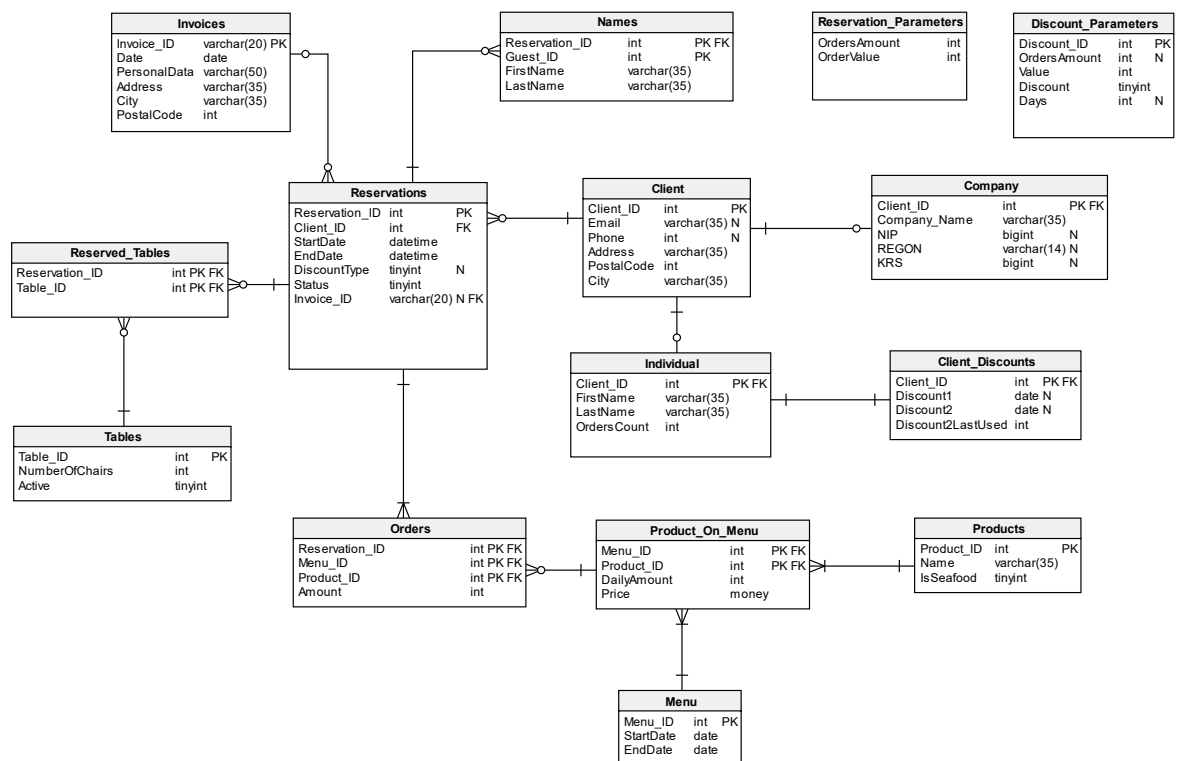 Invoices
Invoice_ID varchar(20) PK
Date date
PersonalData varchar(50)
Address varchar(35)
City varchar(35)
PostalCode int
Names
Reservation_ID int PK FK
Guest_ID int PK
FirstName varchar(35)
LastName varchar(35)
Reservation_Parameters
OrdersAmount int
OrderValue int
Discount_Parameters
Discount_ID int PK
OrdersAmount int N
Value int
Discount tinyint
Days int N
Reservations
Reservation_ID int PK
Client_ID int FK
StartDate datetime
EndDate datetime
DiscountType tinyint N
Status tinyint
Invoice_ID varchar(20) N FK
Client
Client_ID int PK
Email varchar(35) N
Phone int N
Address varchar(35)
PostalCode int
City varchar(35)
Company
Client_ID int PK FK
Company_Name varchar(35)
NIP bigint N
REGON varchar(14) N
KRS bigint N
Reserved_Tables
Reservation_ID int PK FK
Table_ID int PK FK
Individual
Client_ID int PK FK
FirstName varchar(35)
LastName varchar(35)
OrdersCount int
Client_Discounts
Client_ID int PK FK
Discount1 date N
Discount2 date N
Discount2LastUsed int
Tables
Table_ID int PK
NumberOfChairs int
Active tinyint
Orders
Reservation_ID int PK FK
Menu_ID int PK FK
Product_ID int PK FK
Amount int
Product_On_Menu
Menu_ID int PK FK
Product_ID int PK FK
DailyAmount int
Price money
Products
Product_ID int PK
Name varchar(35)
IsSeafood tinyint
Menu
Menu_ID int PK
StartDate date
EndDate date